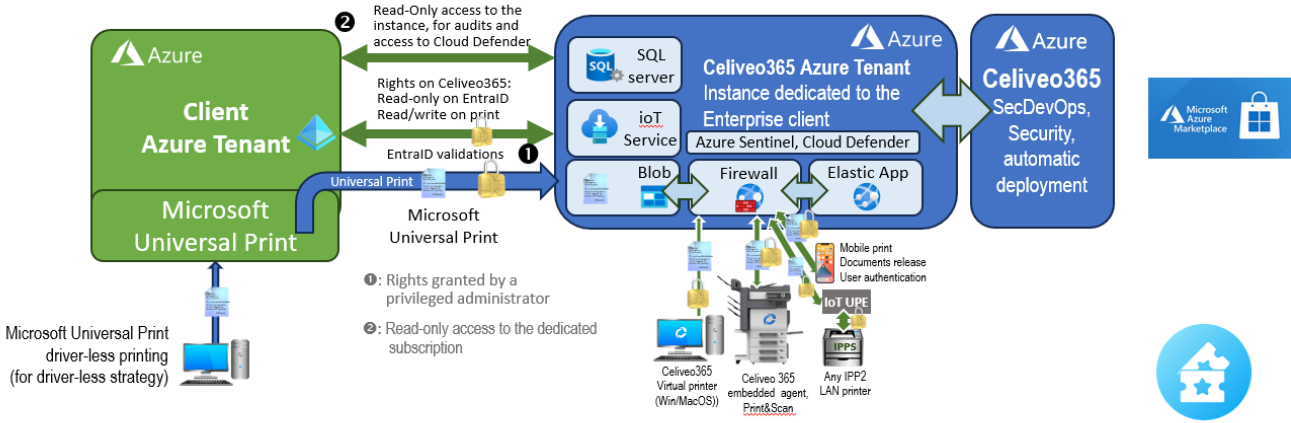 ❷
Read-Only access to the
instance, for audits and
access to Cloud Defender
Azure
Client
Azure Tenant
Rights on Celiveo365:
Read-only on EntraID
Read/write on print
EntraID validations
❶
Universal Print
Microsoft
Universal Print
Microsoft
Universal Print
Azure
SQL
SQL
server
Celiveo365 Azure Tenant
Instance dedicated to the
Enterprise client
ioT
Service
Azure Sentinel, Cloud Defender
Blob
Firewall
Elastic App
Azure
Celiveo365
SecDevOps,
Security,
automatic
deployment
Microsoft
Azure
Marketplace
❶: Rights granted by a
privileged administrator
❷: Read-only access to the dedicated
subscription
Mobile print
Documents release
User authentication
IoT UPE
IPPS
Microsoft Universal Print
driver-less printing
(for driver-less strategy)
Celiveo365
Virtual printer
(Win/MacOS))
Celiveo 365
embedded agent,
Print&Scan
Any IPP2
LAN printer